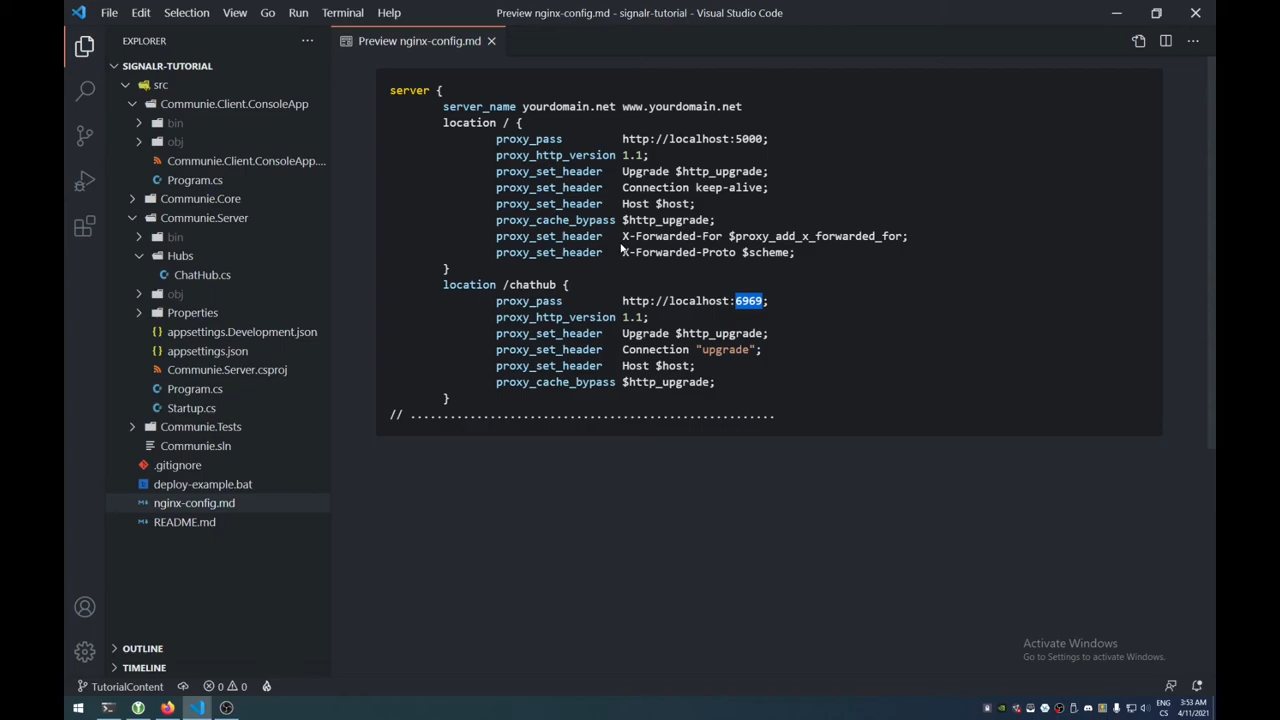 File Edit Selection View Go Run Terminal Help
Preview nginx-config.md - signalr-tutorial - Visual Studio Code
EXPLORER
Preview nginx-config.md
SIGNALR-TUTORIAL
src
Communie.Client.ConsoleApp
bin
obj
Communie.Client.ConsoleApp....
Program.cs
Communie.Core
Communie.Server
bin
Hubs
ChatHub.cs
obj
Properties
appsettings.Development.json
appsettings.json
Communie.Server.csproj
Program.cs
Startup.cs
Communie.Tests
Communie.sln
.gitignore
deploy-example.bat
nginx-config.md
README.md
OUTLINE
TIMELINE
server {
server_name yourdomain.net www.yourdomain.net
location / {
proxy_pass http://localhost:5000;
proxy_http_version 1.1;
proxy_set_header Upgrade $http_upgrade;
proxy_set_header Connection keep-alive;
proxy_set_header Host $host;
proxy_cache_bypass $http_upgrade;
proxy_set_header X-Forwarded-For $proxy_add_x_forwarded_for;
proxy_set_header X-Forwarded-Proto $scheme;
}
location /chathub {
proxy_pass http://localhost:6969;
proxy_http_version 1.1;
proxy_set_header Upgrade $http_upgrade;
proxy_set_header Connection "upgrade";
proxy_set_header Host $host;
proxy_cache_bypass $http_upgrade;
}
// .......................................................
Activate Windows
Go to Settings to activate Windows.
TutorialContent 0 0
ENG 3:53 AM
CS 4/11/2021